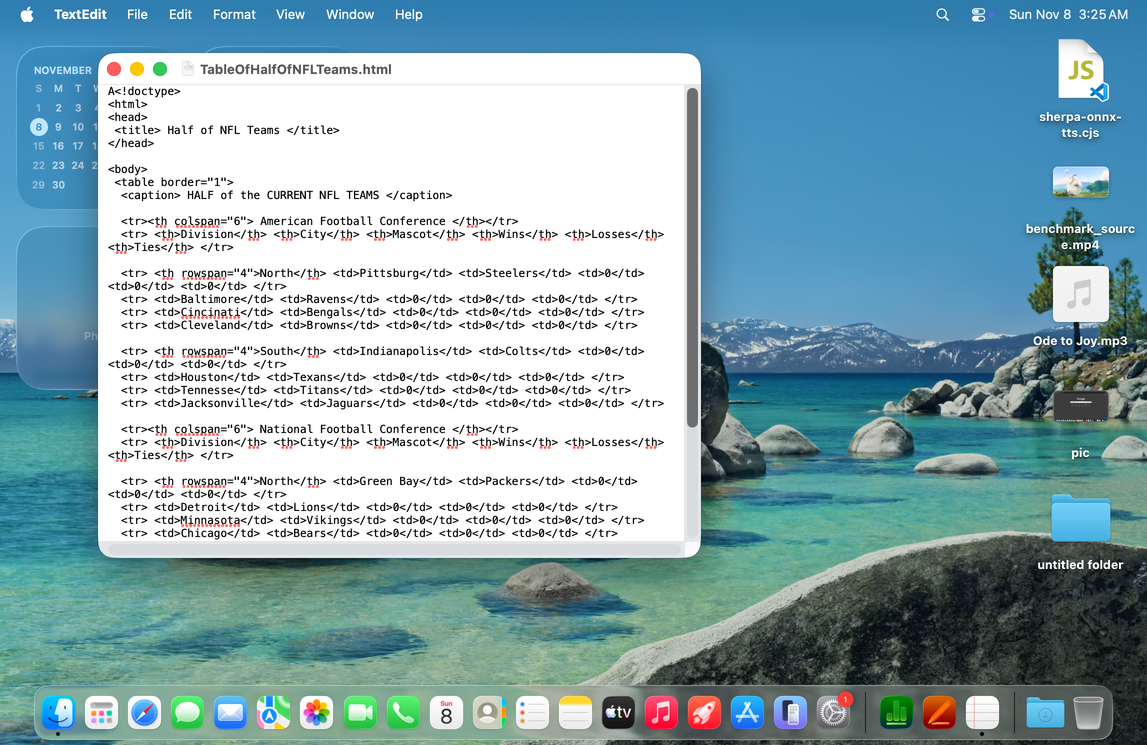 TextEdit File Edit Format View Window Help Sun Nov 8 3:25 AM
NOVEMBER
S M T W
1 2 3 4
8 9 10 1
15 16 17 1
22 23 24 2
29 30
Ph
TableOfHalfOfNFLTeams.html
A<!doctype>
<html>
<head>
<title> Half of NFL Teams </title>
</head>
<body>
<table border="1">
<caption> HALF of the CURRENT NFL TEAMS </caption>
<tr><th colspan="6"> American Football Conference </th></tr>
<tr> <th>Division</th> <th>City</th> <th>Mascot</th> <th>Wins</th> <th>Losses</th>
<th>Ties</th> </tr>
<tr> <th rowspan="4">North</th> <td>Pittsburg</td> <td>Steelers</td> <td>0</td>
<td>0</td> <td>0</td> </tr>
<tr> <td>Baltimore</td> <td>Ravens</td> <td>0</td> <td>0</td> <td>0</td> </tr>
<tr> <td>Cincinati</td> <td>Bengals</td> <td>0</td> <td>0</td> <td>0</td> </tr>
<tr> <td>Cleveland</td> <td>Browns</td> <td>0</td> <td>0</td> <td>0</td> </tr>
<tr> <th rowspan="4">South</th> <td>Indianapolis</td> <td>Colts</td> <td>0</td>
<td>0</td> <td>0</td> </tr>
<tr> <td>Houston</td> <td>Texans</td> <td>0</td> <td>0</td> <td>0</td> </tr>
<tr> <td>Tennesse</td> <td>Titans</td> <td>0</td> <td>0</td> <td>0</td> </tr>
<tr> <td>Jacksonville</td> <td>Jaguars</td> <td>0</td> <td>0</td> <td>0</td> </tr>
<tr><th colspan="6"> National Football Conference </th></tr>
<tr> <th>Division</th> <th>City</th> <th>Mascot</th> <th>Wins</th> <th>Losses</th>
<th>Ties</th> </tr>
<tr> <th rowspan="4">North</th> <td>Green Bay</td> <td>Packers</td> <td>0</td>
<td>0</td> <td>0</td> </tr>
<tr> <td>Detroit</td> <td>Lions</td> <td>0</td> <td>0</td> <td>0</td> </tr>
<tr> <td>Minnasota</td> <td>Vikings</td> <td>0</td> <td>0</td> <td>0</td> </tr>
<tr> <td>Chicago</td> <td>Bears</td> <td>0</td> <td>0</td> <td>0</td> </tr>
JS
sherpa-onnx-
tts.cjs
benchmark_sourc
e.mp4
Ode to Joy.mp3
pic
untitled folder
Sun
8
tv
1